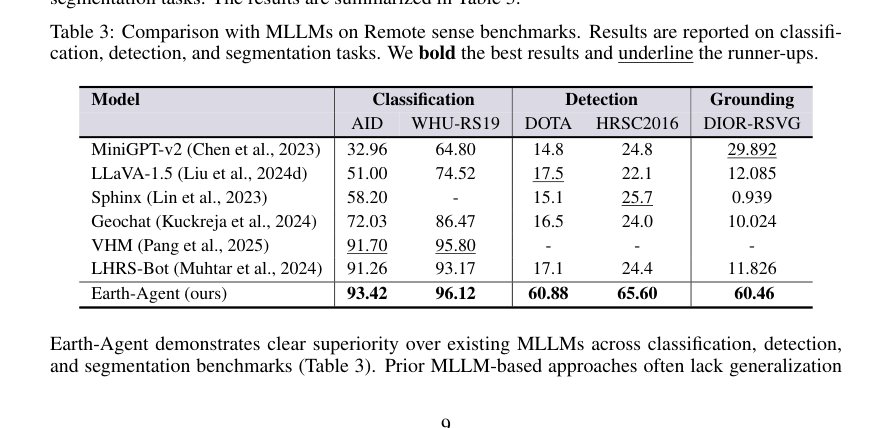 segmentation tasks. The results are summarized in Table 3.
Table 3: Comparison with MLLMs on Remote sense benchmarks. Results are reported on classifi-
cation, detection, and segmentation tasks. We bold the best results and underline the runner-ups.
Model Classification Detection Grounding
AID WHU-RS19 DOTA HRSC2016 DIOR-RSVG
MiniGPT-v2 (Chen et al., 2023) 32.96 64.80 14.8 24.8 29.892
LLaVA-1.5 (Liu et al., 2024d) 51.00 74.52 17.5 22.1 12.085
Sphinx (Lin et al., 2023) 58.20 - 15.1 25.7 0.939
Geochat (Kuckreja et al., 2024) 72.03 86.47 16.5 24.0 10.024
VHM (Pang et al., 2025) 91.70 95.80 - - -
LHRS-Bot (Muhtar et al., 2024) 91.26 93.17 17.1 24.4 11.826
Earth-Agent (ours) 93.42 96.12 60.88 65.60 60.46
Earth-Agent demonstrates clear superiority over existing MLLMs across classification, detection,
and segmentation benchmarks (Table 3). Prior MLLM-based approaches often lack generalization
9